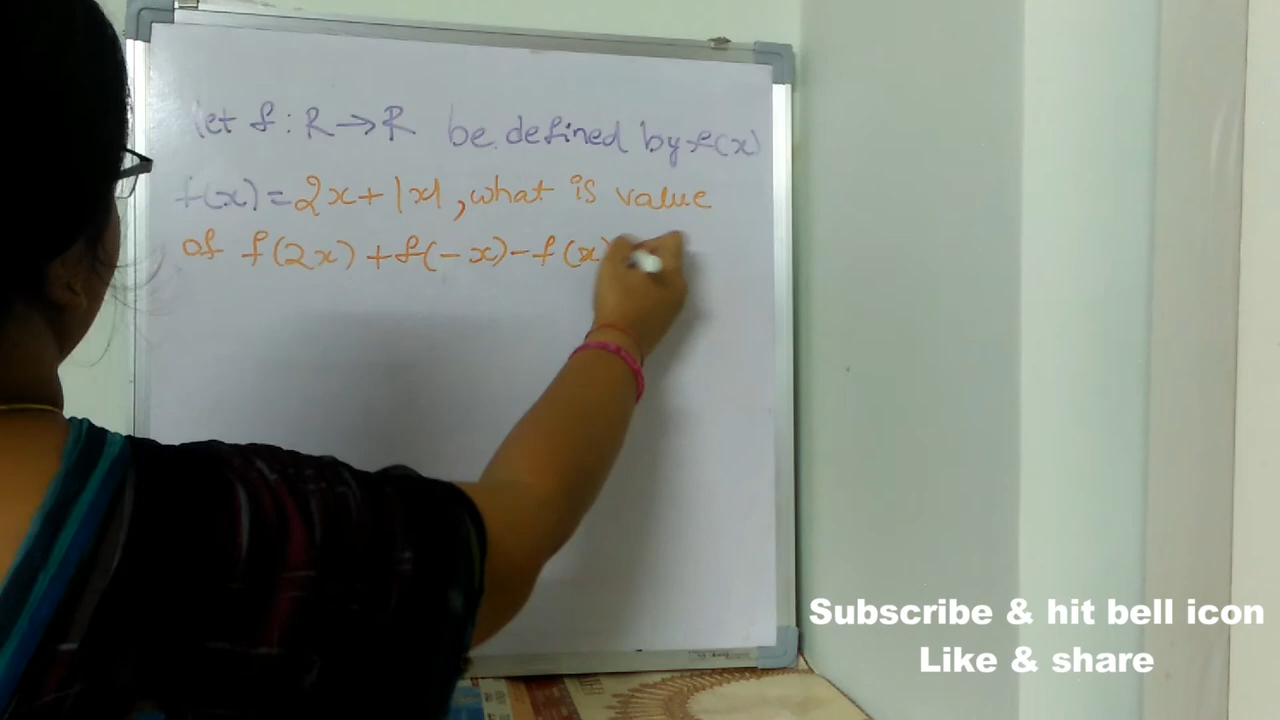 let f : R → R be defined by f(x)
f(x) = 2x + |x|, what is value
of f(2x) + f(-x) - f(x)
Subscribe & hit bell icon
Like & share